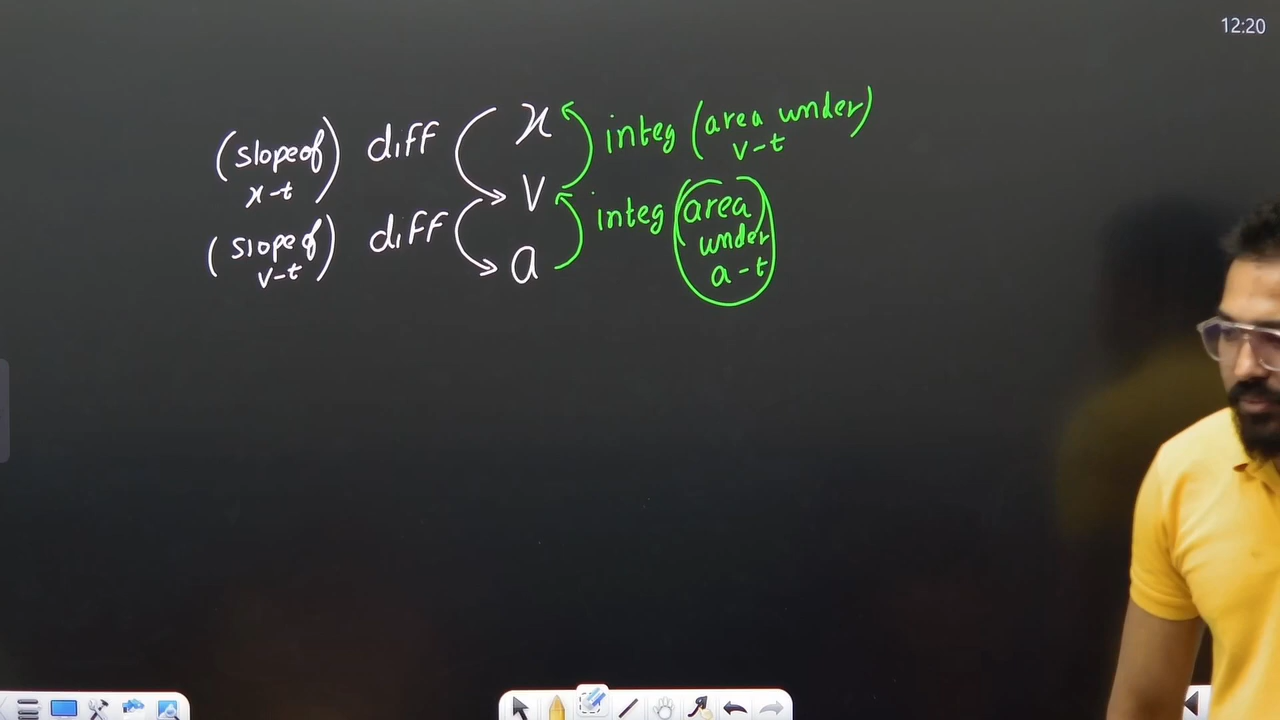 12:20
(slope of) diff x integ (area under)
x-t v-t
v
(slope of) diff integ (area)
v-t under
a a-t